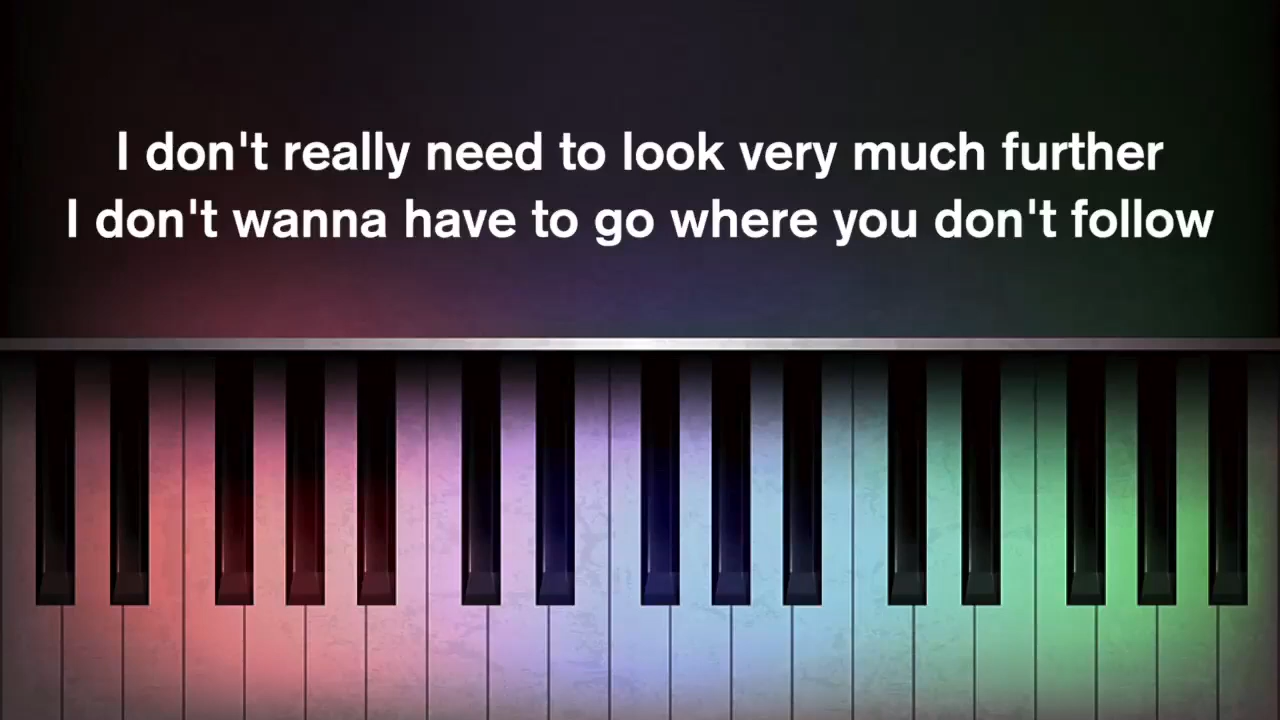 I don't really need to look very much further
I don't wanna have to go where you don't follow